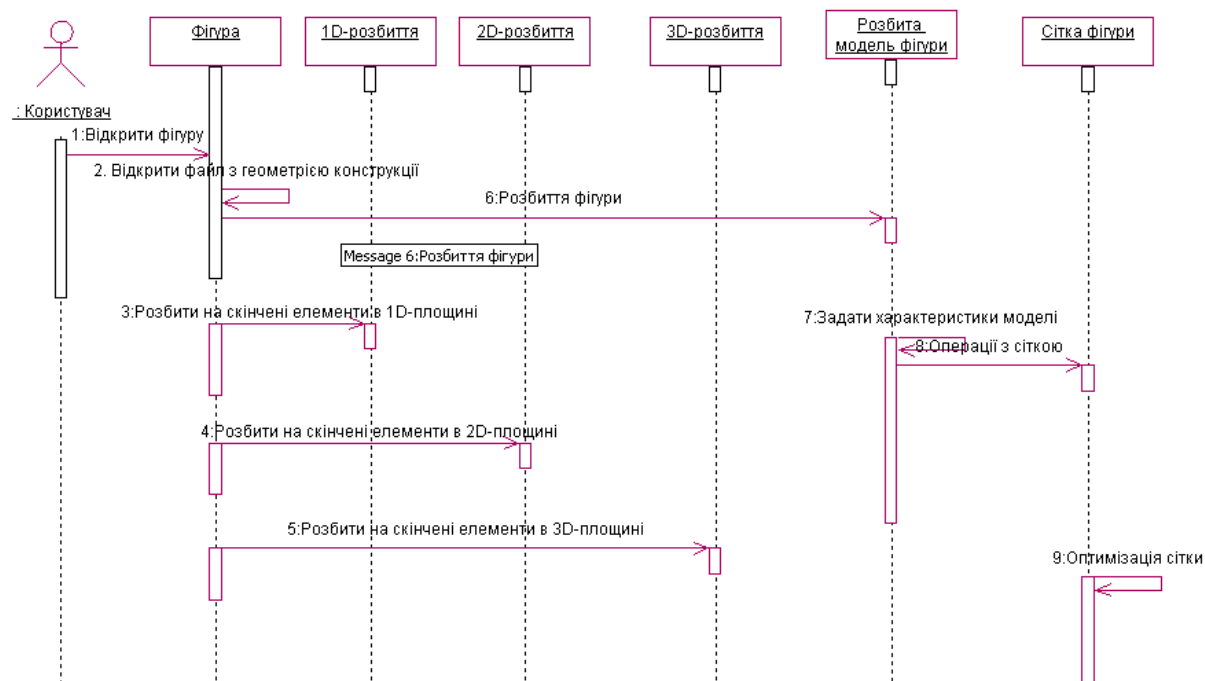 Фігура
1D-розбиття
2D-розбиття
3D-розбиття
Розбита
модель фігури
Сітка фігури
: Користувач
1:Відкрити фігуру
2. Відкрити файл з геометрією конструкції
6:Розбиття фігури
Message 6:Розбиття фігури
3:Розбити на скінчені елементи в 1D-площині
7:Задати характеристики моделі
8:Операції з сіткою
4:Розбити на скінчені елементи в 2D-площині
5:Розбити на скінчені елементи в 3D-площині
9:Оптимізація сітки